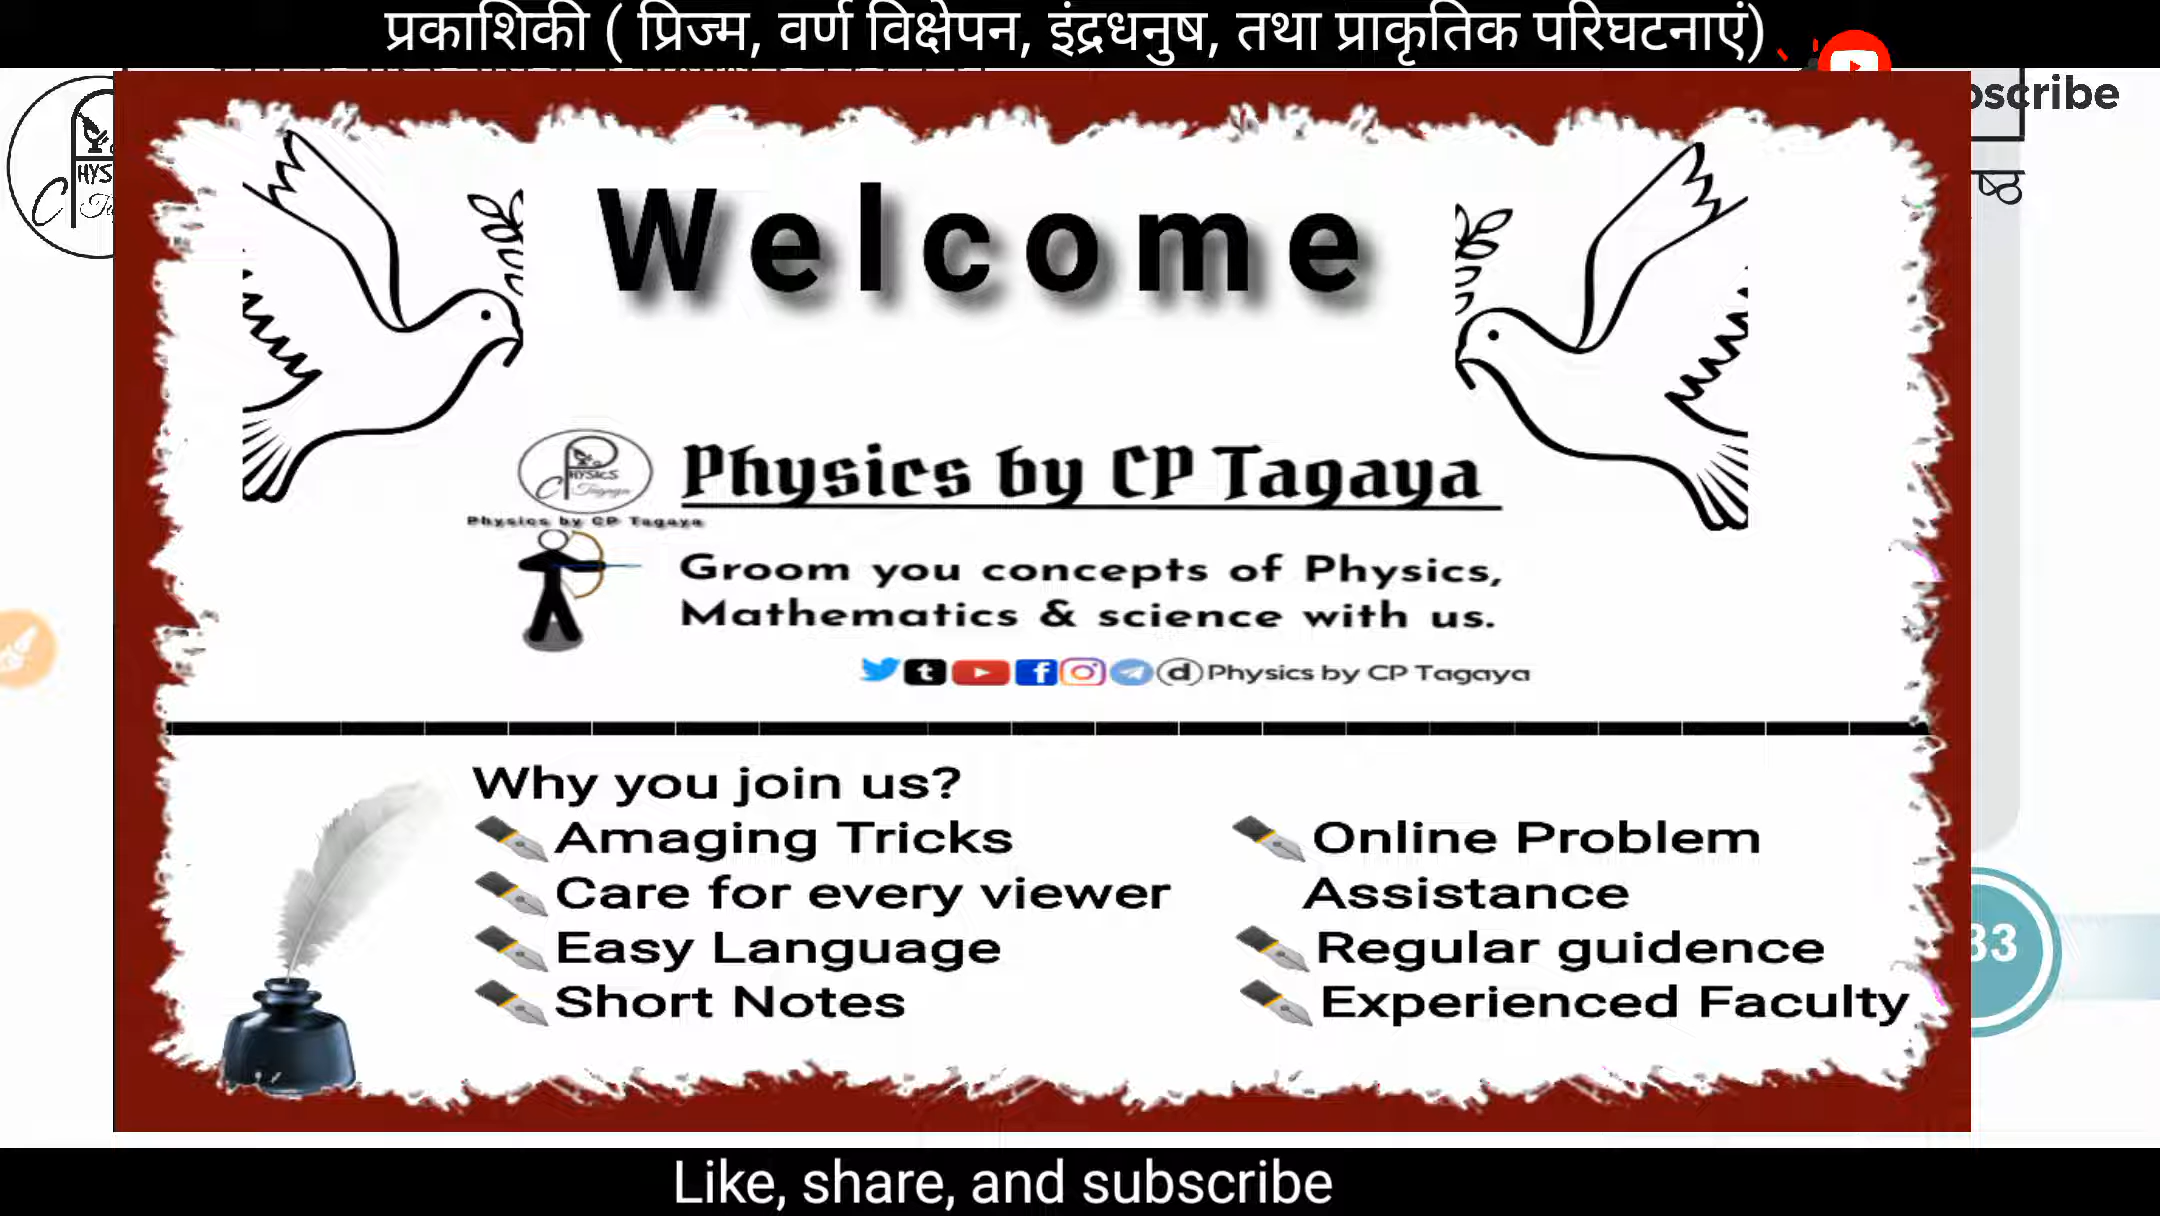 प्रकाशिकी ( प्रिज्म, वर्ण विक्षेपन, इंद्रधनुष, तथा प्राकृतिक परिघटनाएं)
Welcome
HYSICS
Physics by CP Tagaya
Physics by CP Tagaya
Groom you concepts of Physics,
Mathematics & science with us.
Physics by CP Tagaya
Why you join us?
Amaging Tricks
Care for every viewer
Easy Language
Short Notes
Online Problem
Assistance
Regular guidence
Experienced Faculty
33
Like, share, and subscribe